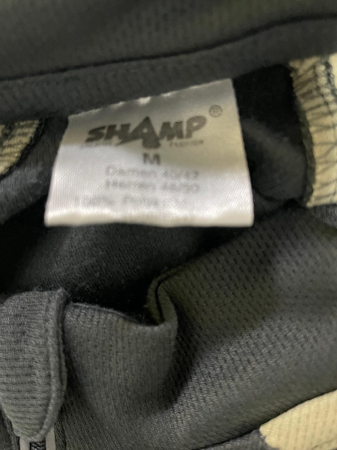 SHAMP®
M
Damen 40/42
Herren 48/50
100% Polyester